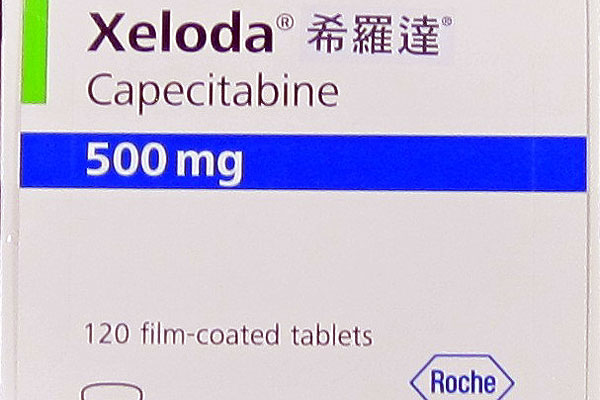 Xeloda® 希羅達®
Capecitabine
500 mg
120 film-coated tablets
Roche